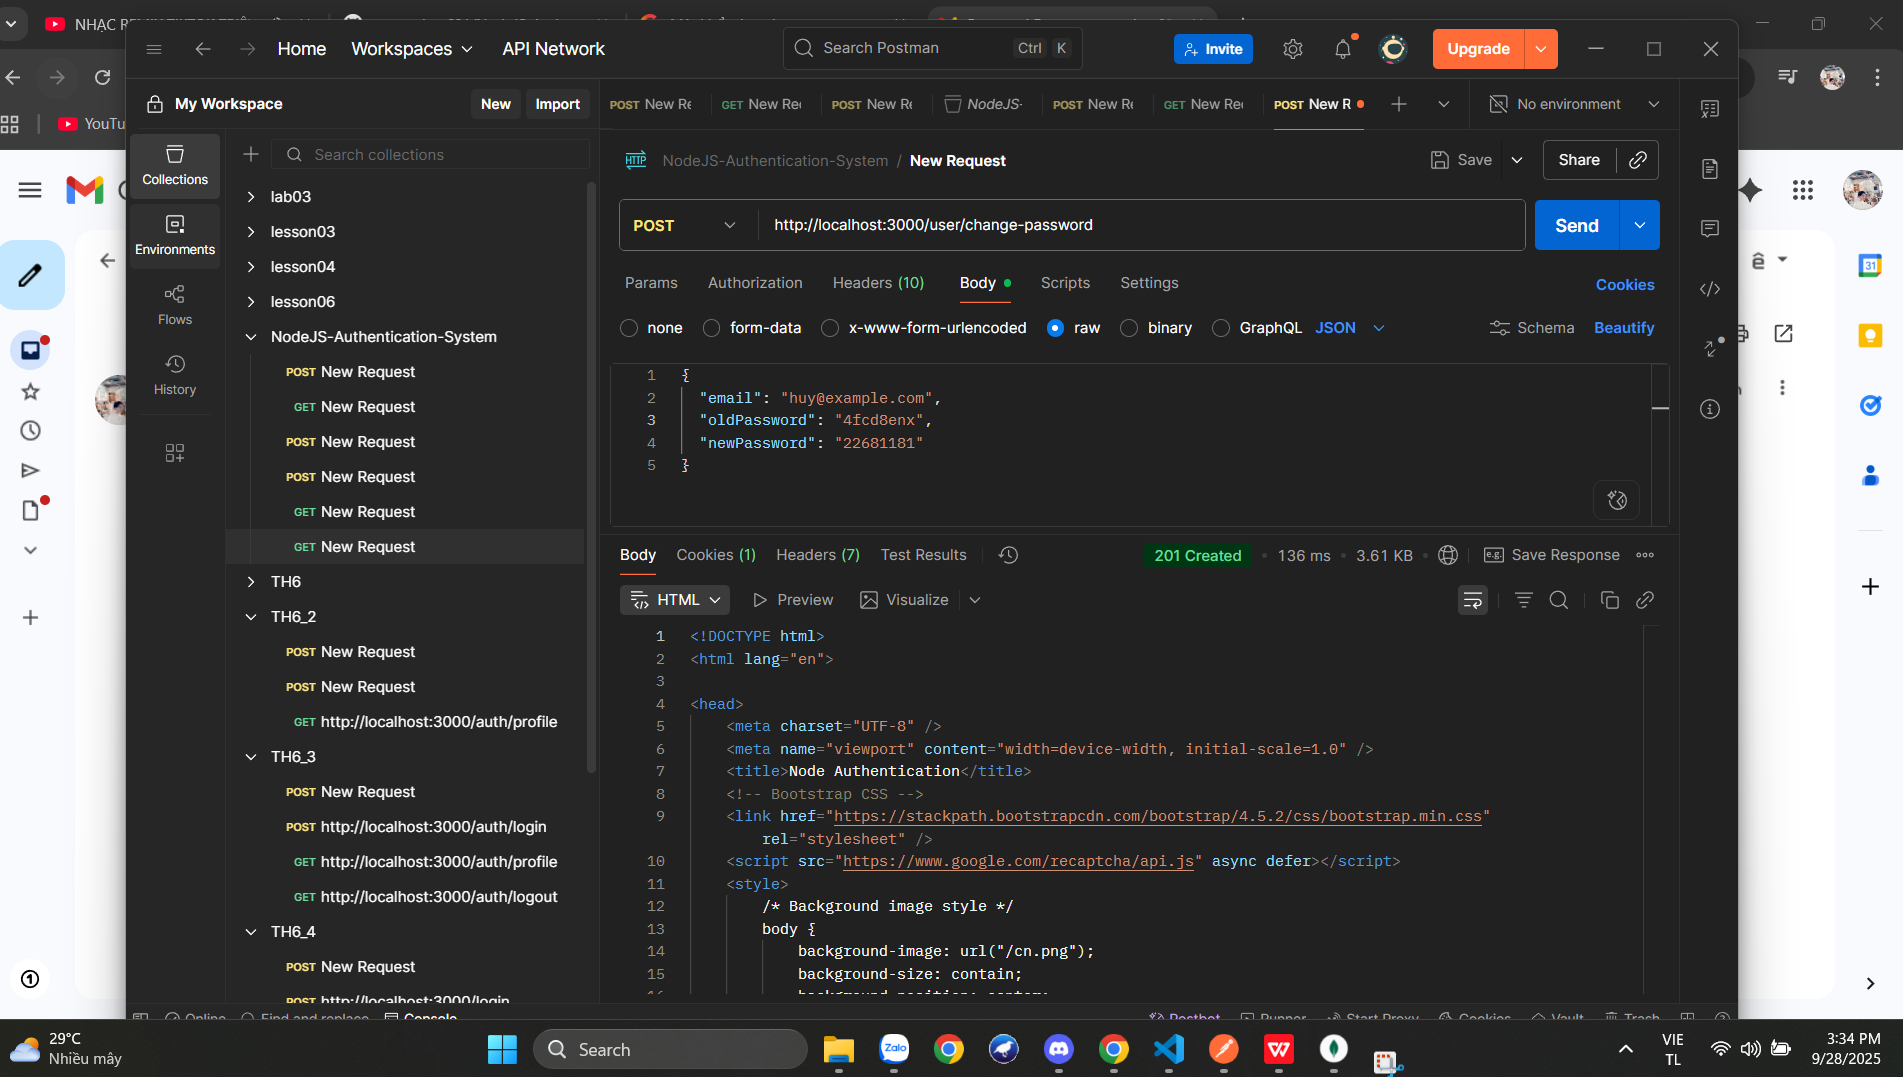 NHẠC RE
Home
Workspaces
API Network
Search Postman
Ctrl
K
Invite
Upgrade
YouTu
My Workspace
New
Import
POST New Re
GET New Rec
POST New Re
NodeJS-
POST New Re
GET New Rec
POST New R
No environment
Collections
Environments
Flows
History
Search collections
lab03
lesson03
lesson04
lesson06
NodeJS-Authentication-System
POST New Request
GET New Request
POST New Request
POST New Request
GET New Request
GET New Request
TH6
TH6_2
POST New Request
POST New Request
GET http://localhost:3000/auth/profile
TH6_3
POST New Request
POST http://localhost:3000/auth/login
GET http://localhost:3000/auth/profile
GET http://localhost:3000/auth/logout
TH6_4
POST New Request
POST http://localhost:3000/login
HTTP NodeJS-Authentication-System / New Request
Save
Share
POST http://localhost:3000/user/change-password
Send
Params Authorization Headers (10) Body Scripts Settings
Cookies
none form-data x-www-form-urlencoded raw binary GraphQL JSON
Schema Beautify
1 {
2 "email": "huy@example.com",
3 "oldPassword": "4fcd8enx",
4 "newPassword": "22681181"
5 }
Body Cookies (1) Headers (7) Test Results
201 Created • 136 ms • 3.61 KB
e.g. Save Response
HTML Preview Visualize
1 <!DOCTYPE html>
2 <html lang="en">
3
4 <head>
5 <meta charset="UTF-8" />
6 <meta name="viewport" content="width=device-width, initial-scale=1.0" />
7 <title>Node Authentication</title>
8 <!-- Bootstrap CSS -->
9 <link href="https://stackpath.bootstrapcdn.com/bootstrap/4.5.2/css/bootstrap.min.css"
rel="stylesheet" />
10 <script src="https://www.google.com/recaptcha/api.js" async defer></script>
11 <style>
12 /* Background image style */
13 body {
14 background-image: url("/cn.png");
15 background-size: contain;
Online Find and replace Console
Postbot Runner Start Proxy Cookies Vault Trash
31
ê
29°C
Nhiều mây
Search
Zalo
VIE
TL
3:34 PM
9/28/2025